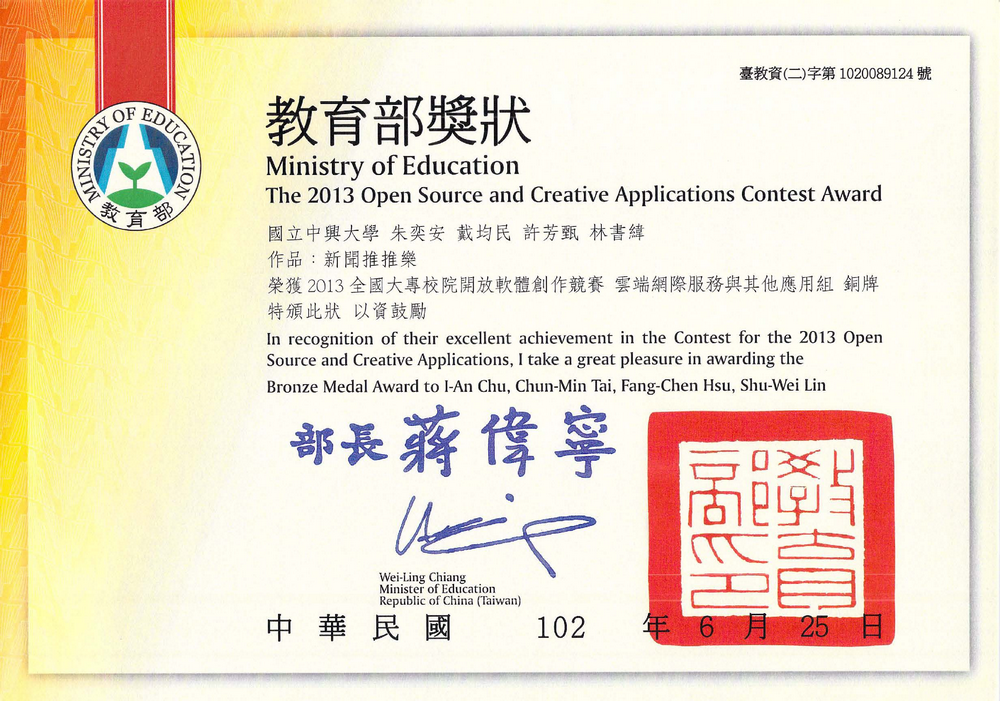 臺教資(二)字第 1020089124 號
MINISTRY OF EDUCATION
教育部
教育部獎狀
Ministry of Education
The 2013 Open Source and Creative Applications Contest Award
國立中興大學 朱奕安 戴均民 許芳甄 林書緯
作品：新聞推推樂
榮獲 2013 全國大專校院開放軟體創作競賽 雲端網際服務與其他應用組 銅牌
特頒此狀 以資鼓勵
In recognition of their excellent achievement in the Contest for the 2013 Open
Source and Creative Applications, I take a great pleasure in awarding the
Bronze Medal Award to I-An Chu, Chun-Min Tai, Fang-Chen Hsu, Shu-Wei Lin
部長 蔣偉寧
Wei-Ling Chiang
Minister of Education
Republic of China (Taiwan)
教育部印
中華民國 102 年 6 月 25 日